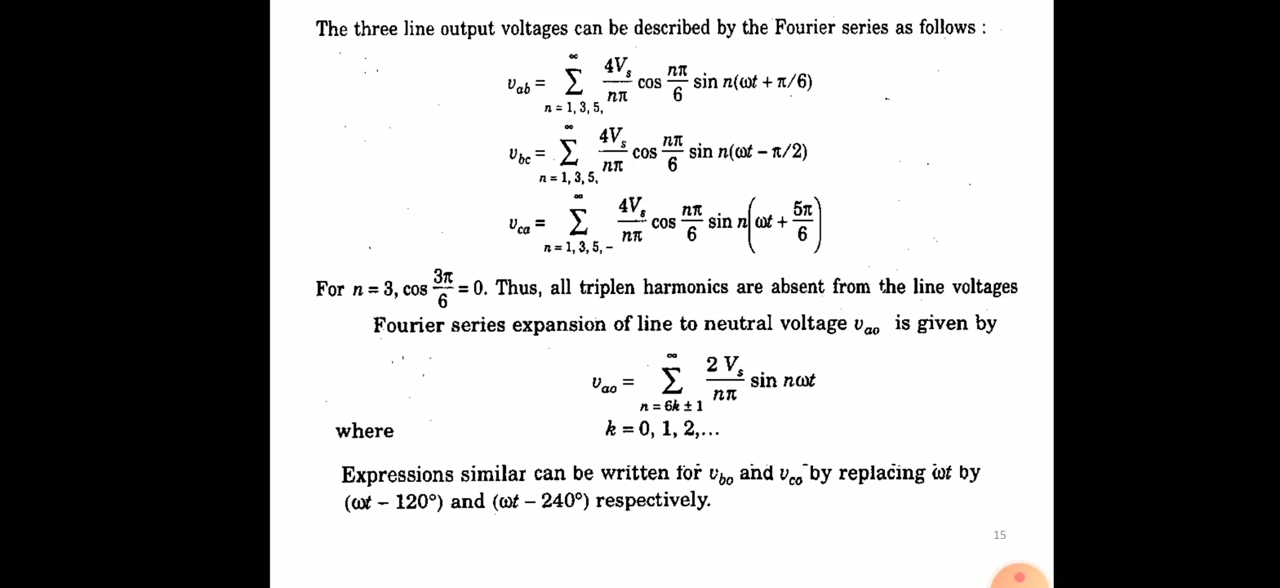 The three line output voltages can be described by the Fourier series as follows :
v_ab = ∑_{n = 1, 3, 5,}^{∞} 4V_s/nπ cos nπ/6 sin n(ωt + π/6)
v_bc = ∑_{n = 1, 3, 5,}^{∞} 4V_s/nπ cos nπ/6 sin n(ωt − π/2)
v_ca = ∑_{n = 1, 3, 5, −}^{∞} 4V_s/nπ cos nπ/6 sin n(ωt + 5π/6)
For n = 3, cos 3π/6 = 0. Thus, all triplen harmonics are absent from the line voltages
Fourier series expansion of line to neutral voltage v_ao is given by
v_ao = ∑_{n = 6k ± 1}^{∞} 2 V_s/nπ sin nωt
where k = 0, 1, 2,...
Expressions similar can be written for v_bo and v_co by replacing ωt by
(ωt − 120°) and (ωt − 240°) respectively.
15